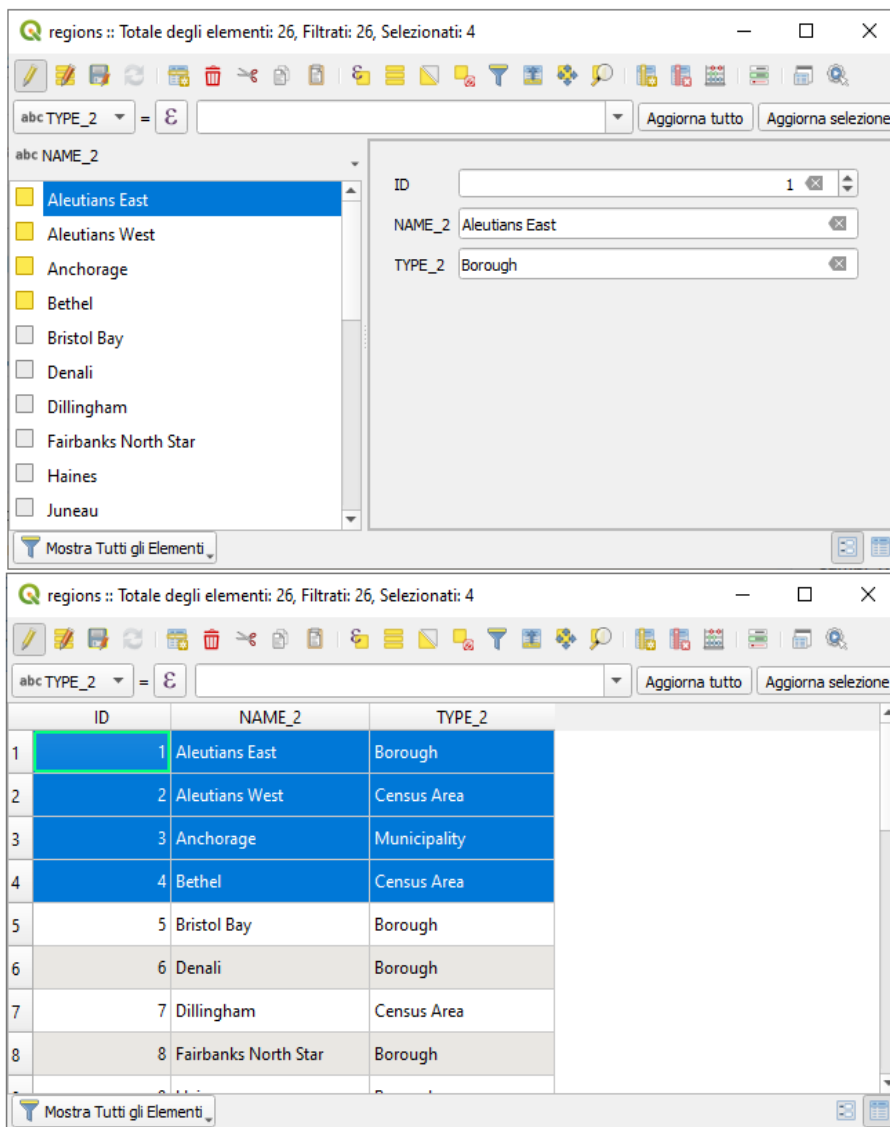 regions :: Totale degli elementi: 26, Filtrati: 26, Selezionati: 4
abc TYPE_2 = ε Aggiorna tutto Aggiorna selezione
abc NAME_2
Aleutians East
Aleutians West
Anchorage
Bethel
Bristol Bay
Denali
Dillingham
Fairbanks North Star
Haines
Juneau
ID 1
NAME_2 Aleutians East
TYPE_2 Borough
Mostra Tutti gli Elementi
regions :: Totale degli elementi: 26, Filtrati: 26, Selezionati: 4
abc TYPE_2 = ε Aggiorna tutto Aggiorna selezione
ID NAME_2 TYPE_2
1 1 Aleutians East Borough
2 2 Aleutians West Census Area
3 3 Anchorage Municipality
4 4 Bethel Census Area
5 5 Bristol Bay Borough
6 6 Denali Borough
7 7 Dillingham Census Area
8 8 Fairbanks North Star Borough
Mostra Tutti gli Elementi